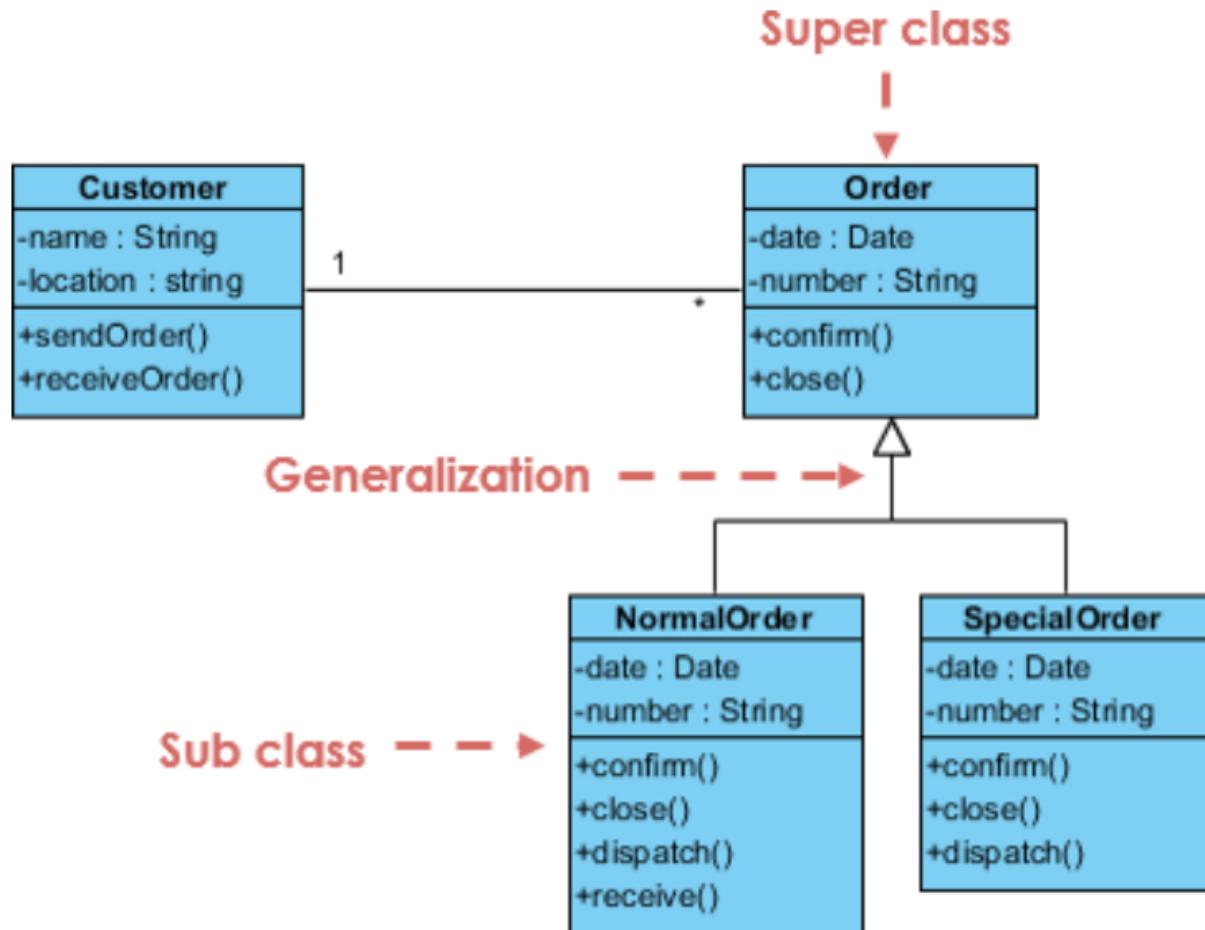 Super class
Customer
-name : String
-location : string
+sendOrder()
+receiveOrder()
1
*
Order
-date : Date
-number : String
+confirm()
+close()
Generalization
Sub class
NormalOrder
-date : Date
-number : String
+confirm()
+close()
+dispatch()
+receive()
SpecialOrder
-date : Date
-number : String
+confirm()
+close()
+dispatch()